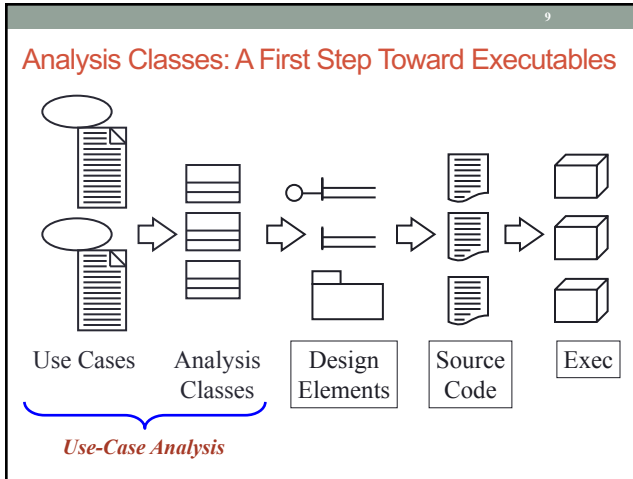 9
Analysis Classes: A First Step Toward Executables
Use Cases
Analysis
Classes
Design
Elements
Source
Code
Exec
Use-Case Analysis